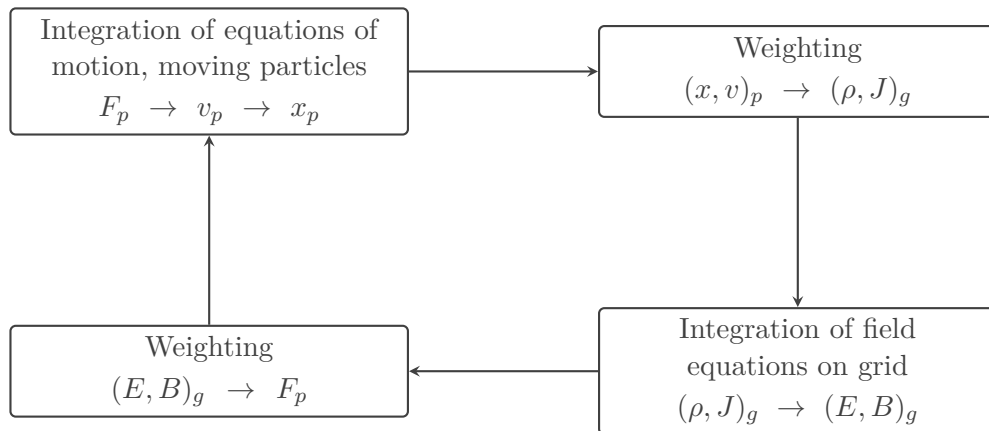 Integration of equations of
motion, moving particles
F_p → v_p → x_p
Weighting
(x, v)_p → (ρ, J)_g
Integration of field
equations on grid
(ρ, J)_g → (E, B)_g
Weighting
(E, B)_g → F_p